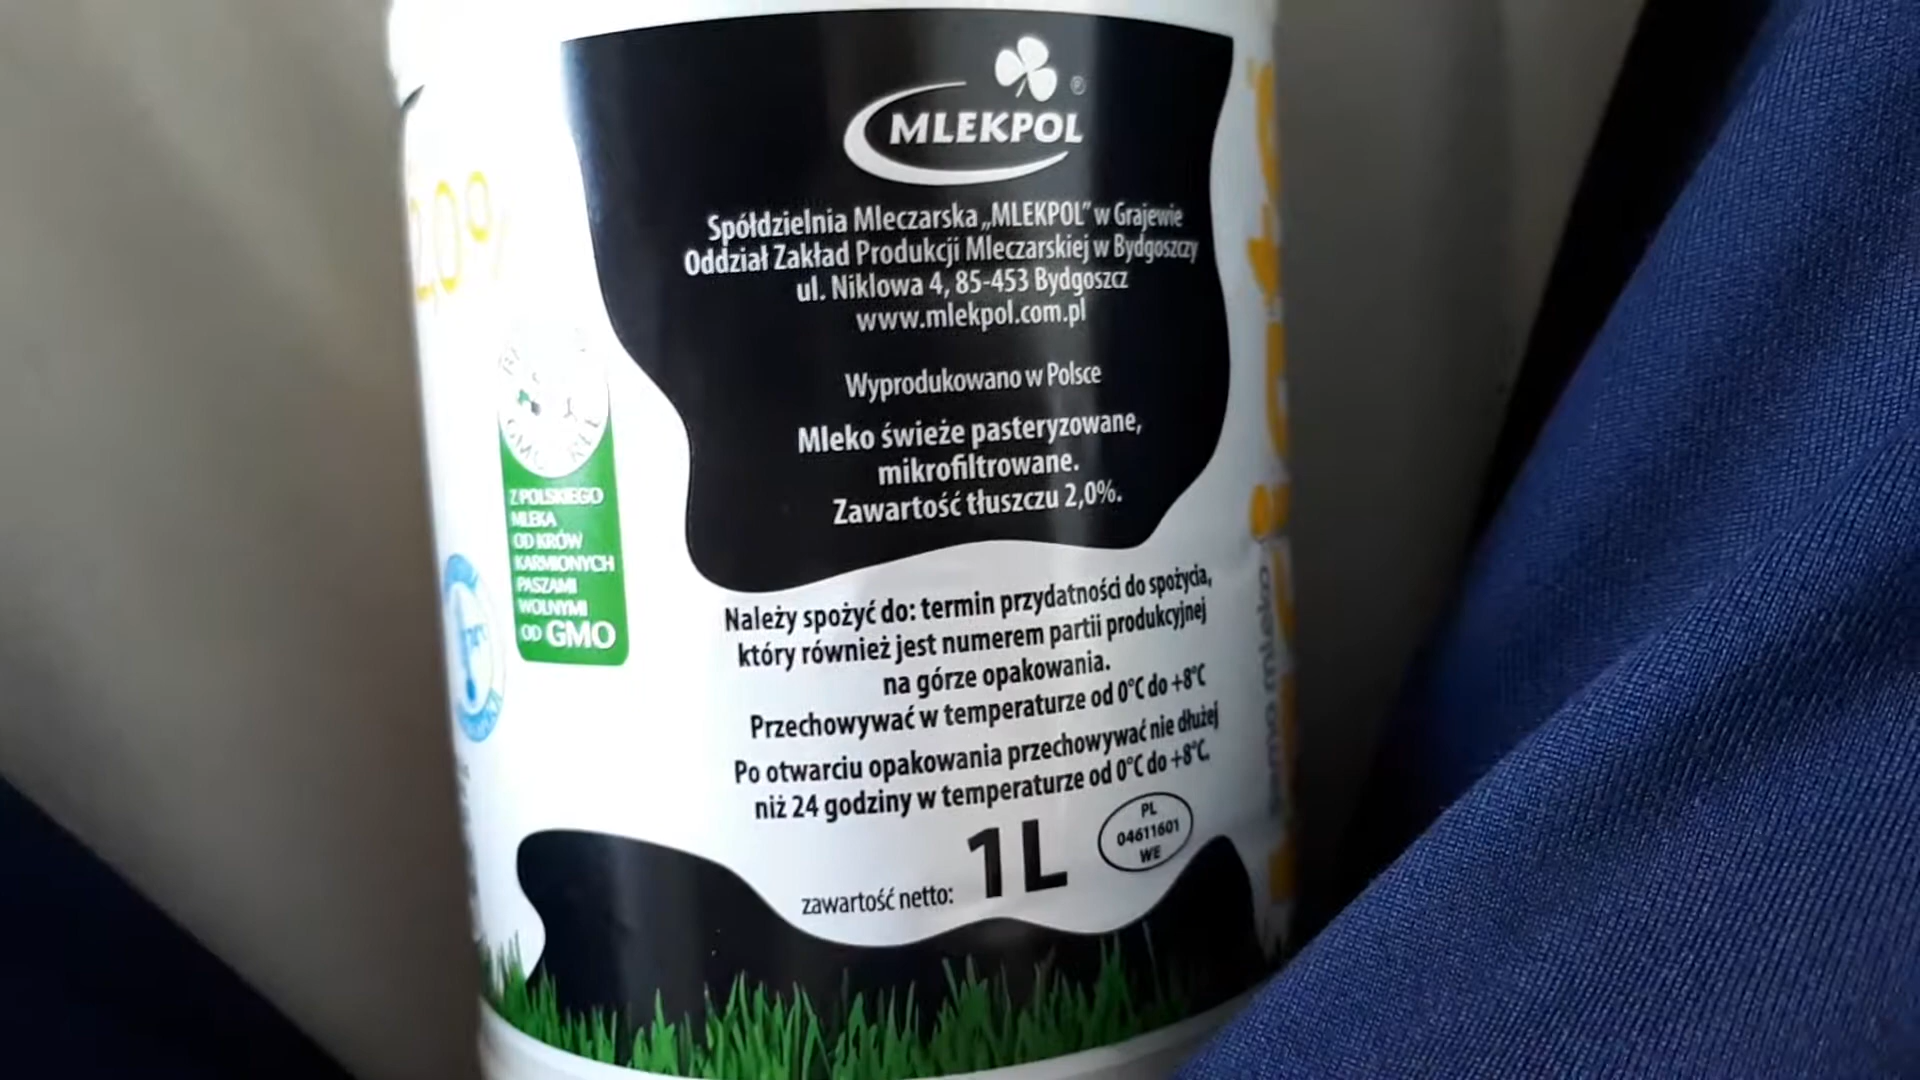 MLEKPOL ®
Spółdzielnia Mleczarska „MLEKPOL” w Grajewie
Oddział Zakład Produkcji Mleczarskiej w Bydgoszczy
ul. Niklowa 4, 85-453 Bydgoszcz
www.mlekpol.com.pl
Wyprodukowano w Polsce
Mleko świeże pasteryzowane,
mikrofiltrowane.
Zawartość tłuszczu 2,0%.
Należy spożyć do: termin przydatności do spożycia,
który również jest numerem partii produkcyjnej
na górze opakowania.
Przechowywać w temperaturze od 0°C do +8°C
Po otwarciu opakowania przechowywać nie dłużej
niż 24 godziny w temperaturze od 0°C do +8°C.
zawartość netto: 1L
PL
04611601
WE
2,0%
Z POLSKIEGO
MLEKA
OD KRÓW
KARMIONYCH
PASZAMI
WOLNYMI
OD GMO
mleko